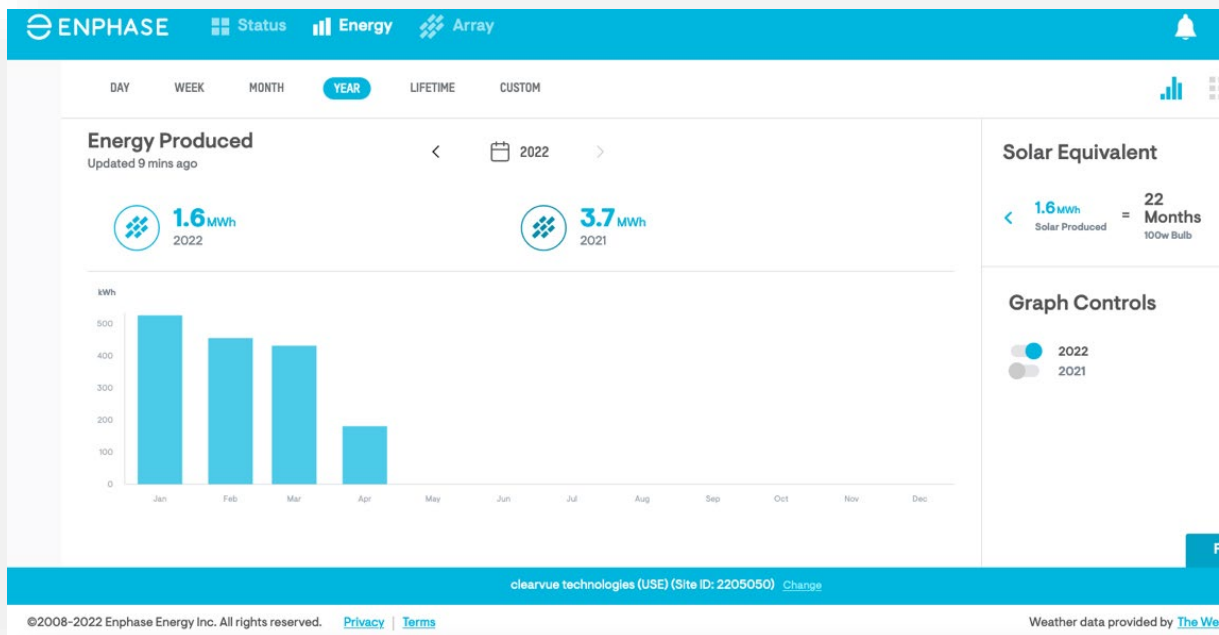 ENPHASE Status Energy Array
DAY WEEK MONTH YEAR LIFETIME CUSTOM
Energy Produced
Updated 9 mins ago
2022
1.6 MWh
2022
3.7 MWh
2021
kWh
500
400
300
200
100
0
Jan Feb Mar Apr May Jun Jul Aug Sep Oct Nov Dec
Solar Equivalent
1.6 MWh
Solar Produced
=
22
Months
100w Bulb
Graph Controls
2022
2021
clearvue technologies (USE) (Site ID: 2205050) Change
©2008-2022 Enphase Energy Inc. All rights reserved. Privacy | Terms
Weather data provided by The We